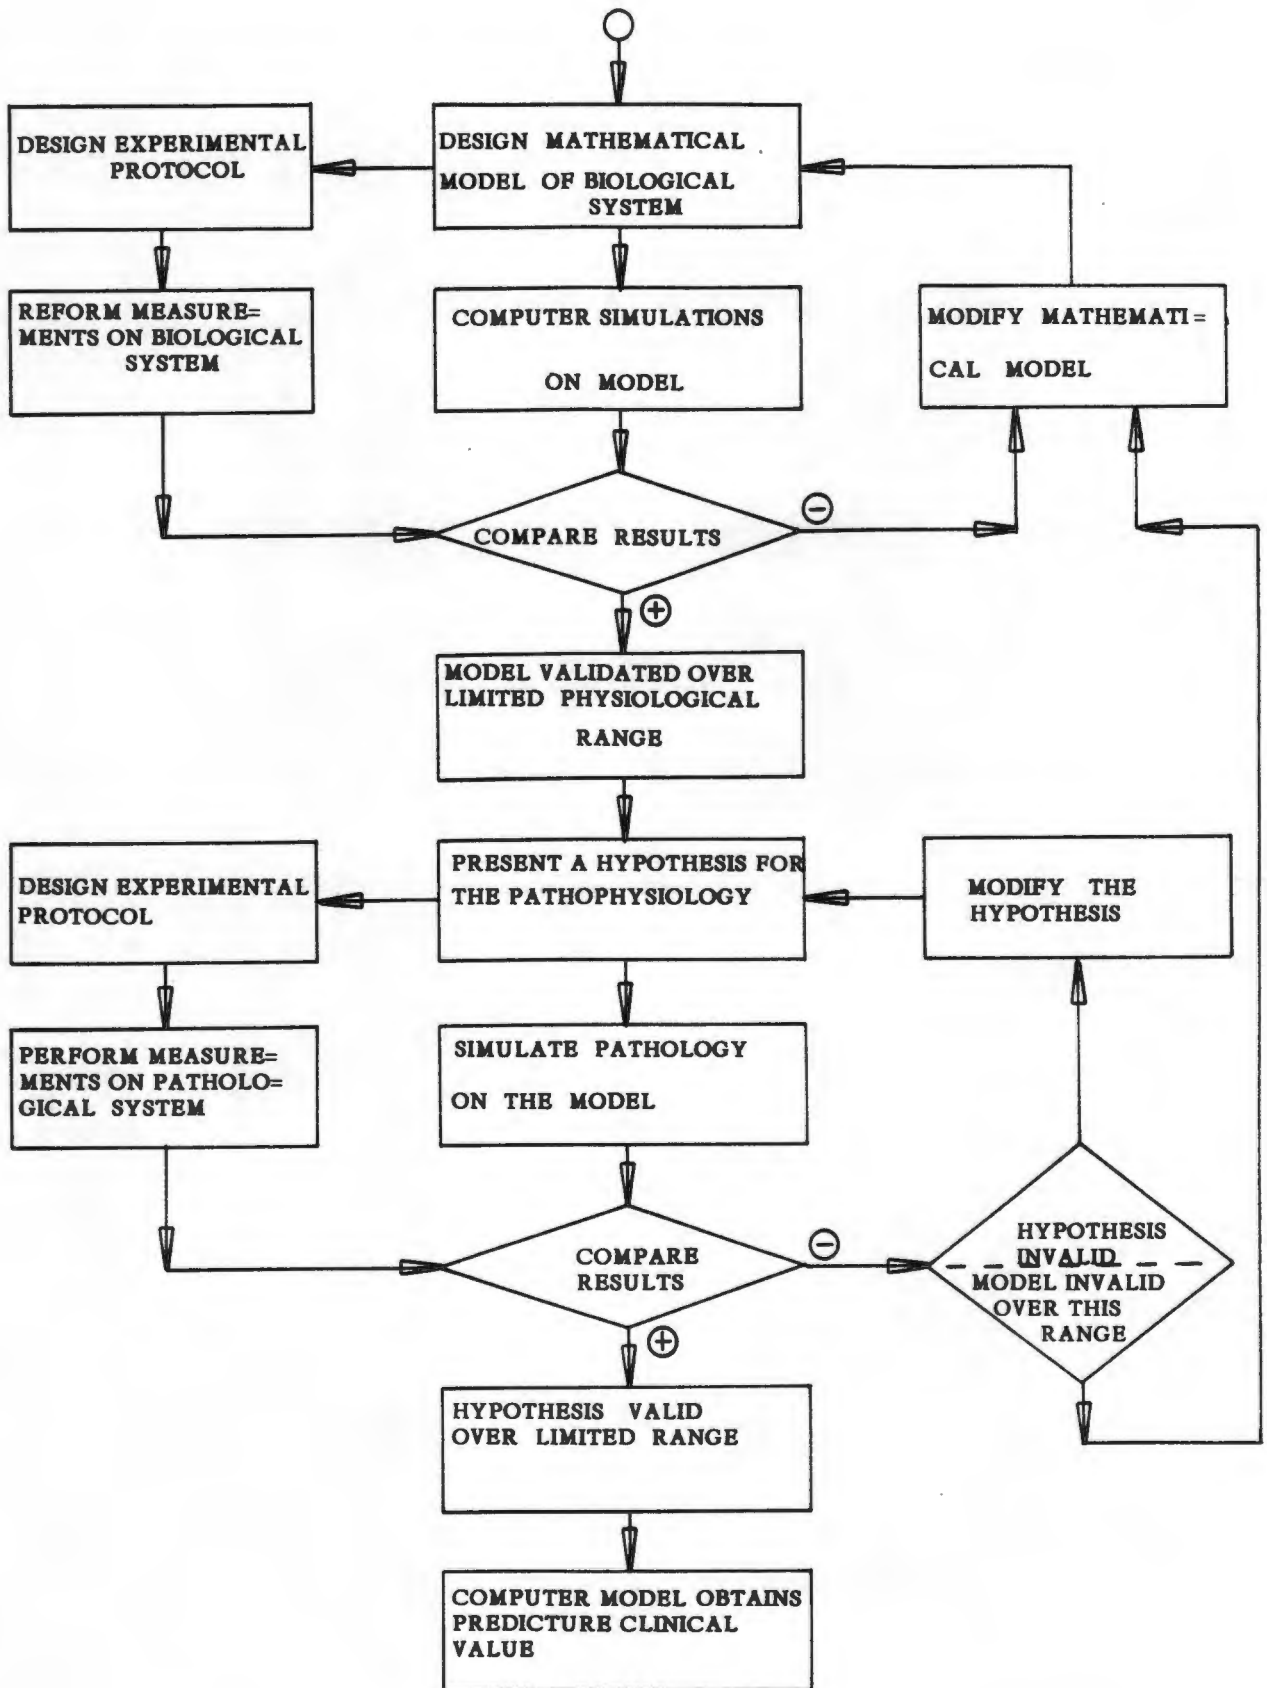 DESIGN EXPERIMENTAL
PROTOCOL
DESIGN MATHEMATICAL
MODEL OF BIOLOGICAL
SYSTEM
REFORM MEASURE=
MENTS ON BIOLOGICAL
SYSTEM
COMPUTER SIMULATIONS
ON MODEL
MODIFY MATHEMATI=
CAL MODEL
COMPARE RESULTS
−
+
MODEL VALIDATED OVER
LIMITED PHYSIOLOGICAL
RANGE
DESIGN EXPERIMENTAL
PROTOCOL
PRESENT A HYPOTHESIS FOR
THE PATHOPHYSIOLOGY
MODIFY THE
HYPOTHESIS
PERFORM MEASURE=
MENTS ON PATHOLO=
GICAL SYSTEM
SIMULATE PATHOLOGY
ON THE MODEL
COMPARE
RESULTS
−
+
HYPOTHESIS
INVALID
MODEL INVALID
OVER THIS
RANGE
HYPOTHESIS VALID
OVER LIMITED RANGE
COMPUTER MODEL OBTAINS
PREDICTURE CLINICAL
VALUE